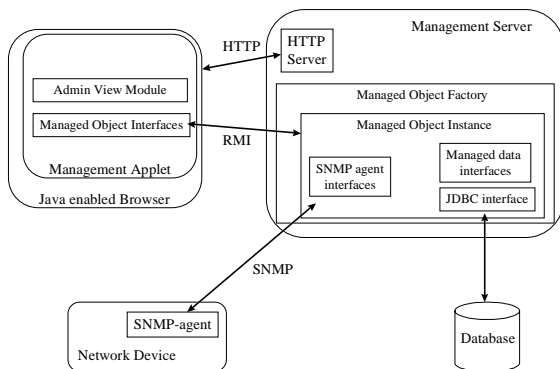 Management Server
HTTP
HTTP
Server
Admin View Module
Managed Object Interfaces
Management Applet
Java enabled Browser
RMI
Managed Object Factory
Managed Object Instance
SNMP agent
interfaces
Managed data
interfaces
JDBC interface
SNMP
SNMP-agent
Network Device
Database